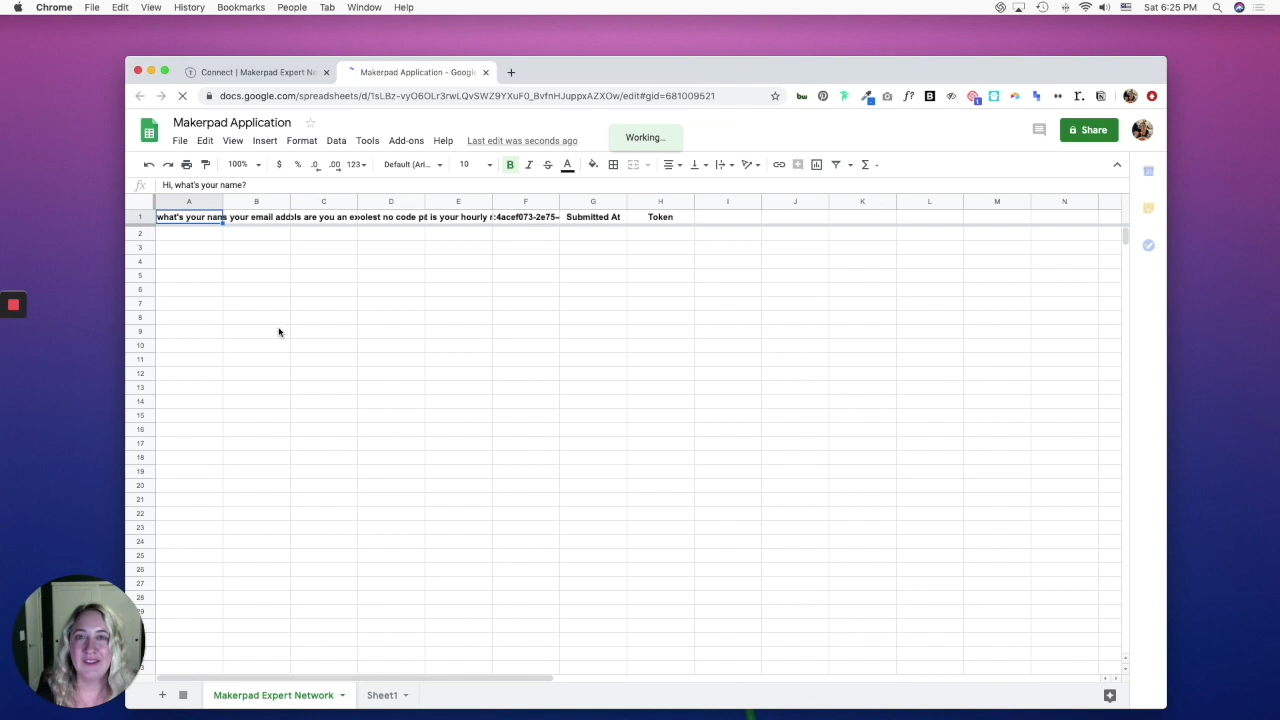 Chrome File Edit View History Bookmarks People Tab Window Help Sat 6:25 PM
Connect | Makerpad Expert Ne
Makerpad Application - Googl
docs.google.com/spreadsheets/d/1sLBz-vyO6OLr3rwLQvSWZ9YXuF0_BvfnHJuppxAZXOw/edit#gid=681009521
Makerpad Application
Share
File Edit View Insert Format Data Tools Add-ons Help Last edit was seconds ago
Working...
100% $ % .0 .00 123 Default (Ari... 10 B I S A
fx Hi, what's your name?
A B C D E F G H I J K L M N
1 what's your nam s your email add ols are you an ex olest no code pt is your hourly r :4acef073-2e75-4 Submitted At Token
2
3
4
5
6
7
8
9
10
11
12
13
14
15
16
17
18
19
20
21
22
23
24
25
26
27
28
29
Makerpad Expert Network Sheet1